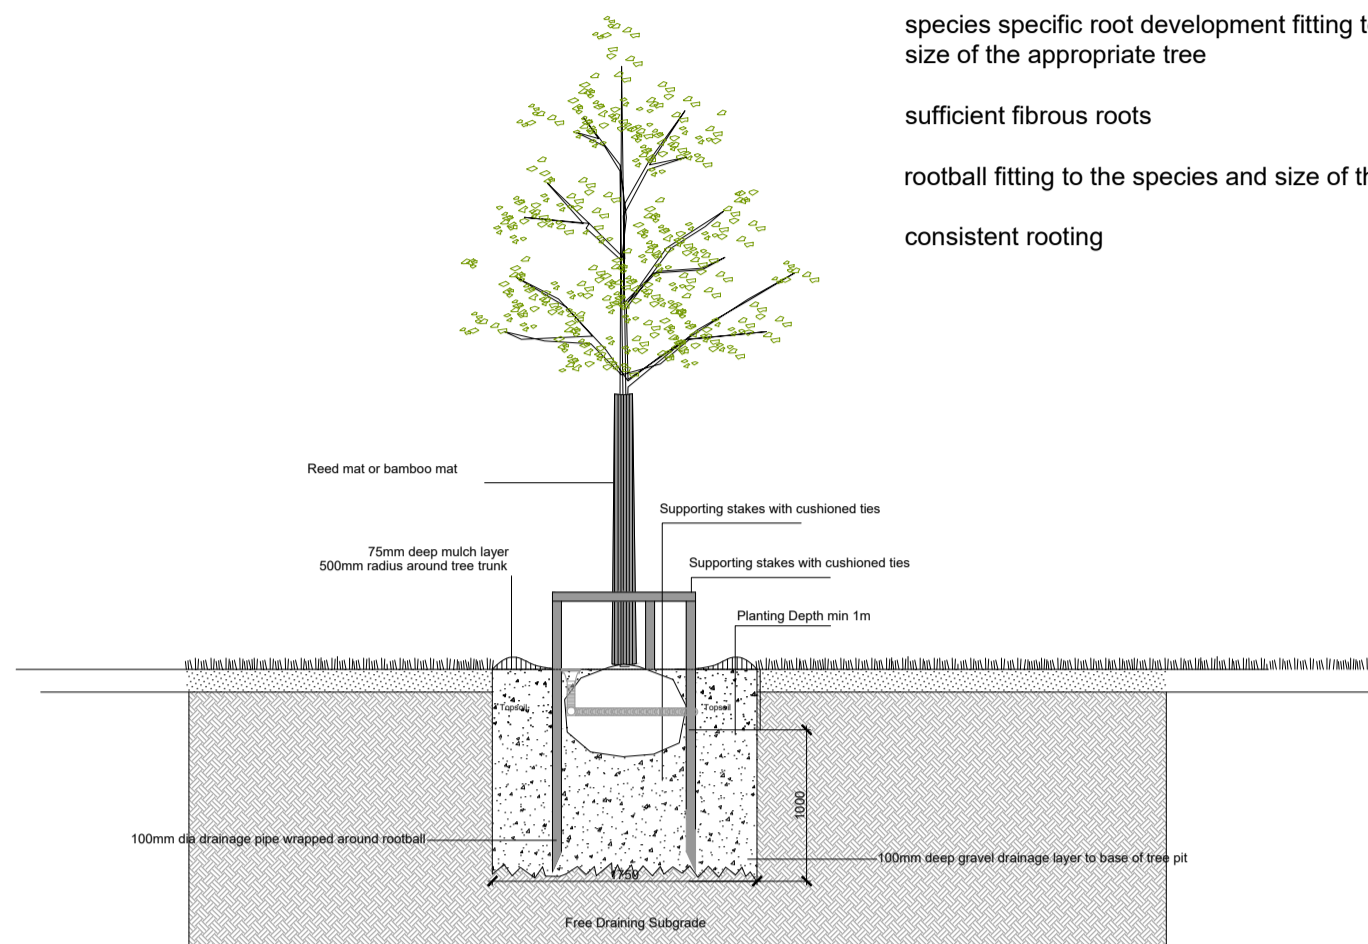 species specific root development fitting t
size of the appropriate tree
sufficient fibrous roots
rootball fitting to the species and size of th
consistent rooting
Reed mat or bamboo mat
Supporting stakes with cushioned ties
75mm deep mulch layer
500mm radius around tree trunk
Supporting stakes with cushioned ties
Planting Depth min 1m
Topsoil
Topsoil
1000
100mm dia drainage pipe wrapped around rootball
100mm deep gravel drainage layer to base of tree pit
1750
Free Draining Subgrade